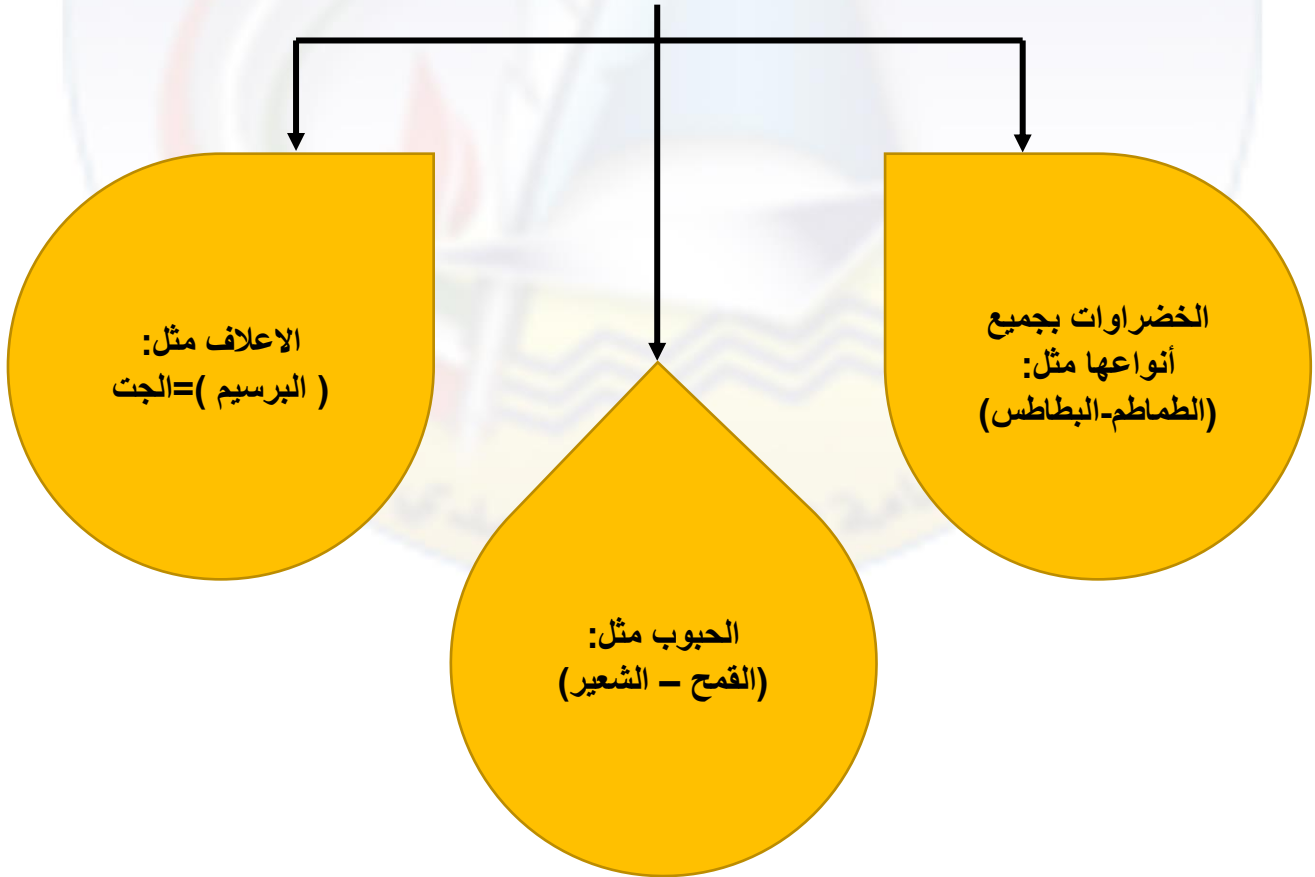 الخضراوات بجميع
أنواعها مثل:
(الطماطم-البطاطس)
الحبوب مثل:
(القمح – الشعير)
الاعلاف مثل:
( البرسيم )=الجت